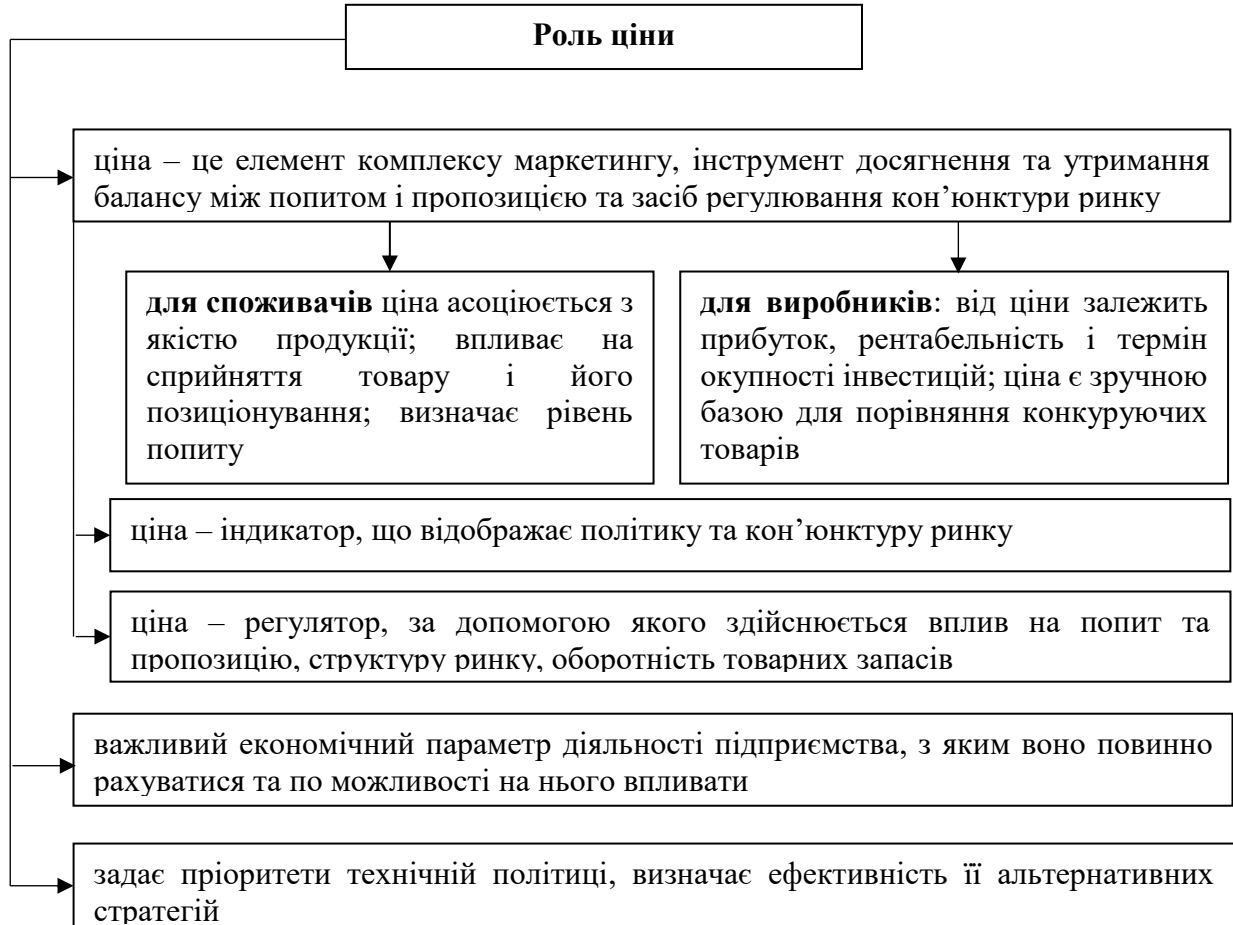 Роль ціни
ціна – це елемент комплексу маркетингу, інструмент досягнення та утримання
балансу між попитом і пропозицією та засіб регулювання кон’юнктури ринку
для споживачів ціна асоціюється з
якістю продукції; впливає на
сприйняття товару і його
позиціонування; визначає рівень
попиту
для виробників: від ціни залежить
прибуток, рентабельність і термін
окупності інвестицій; ціна є зручною
базою для порівняння конкуруючих
товарів
ціна – індикатор, що відображає політику та кон’юнктуру ринку
ціна – регулятор, за допомогою якого здійснюється вплив на попит та
пропозицію, структуру ринку, оборотність товарних запасів
важливий економічний параметр діяльності підприємства, з яким воно повинно
рахуватися та по можливості на нього впливати
задає пріоритети технічній політиці, визначає ефективність її альтернативних
стратегій